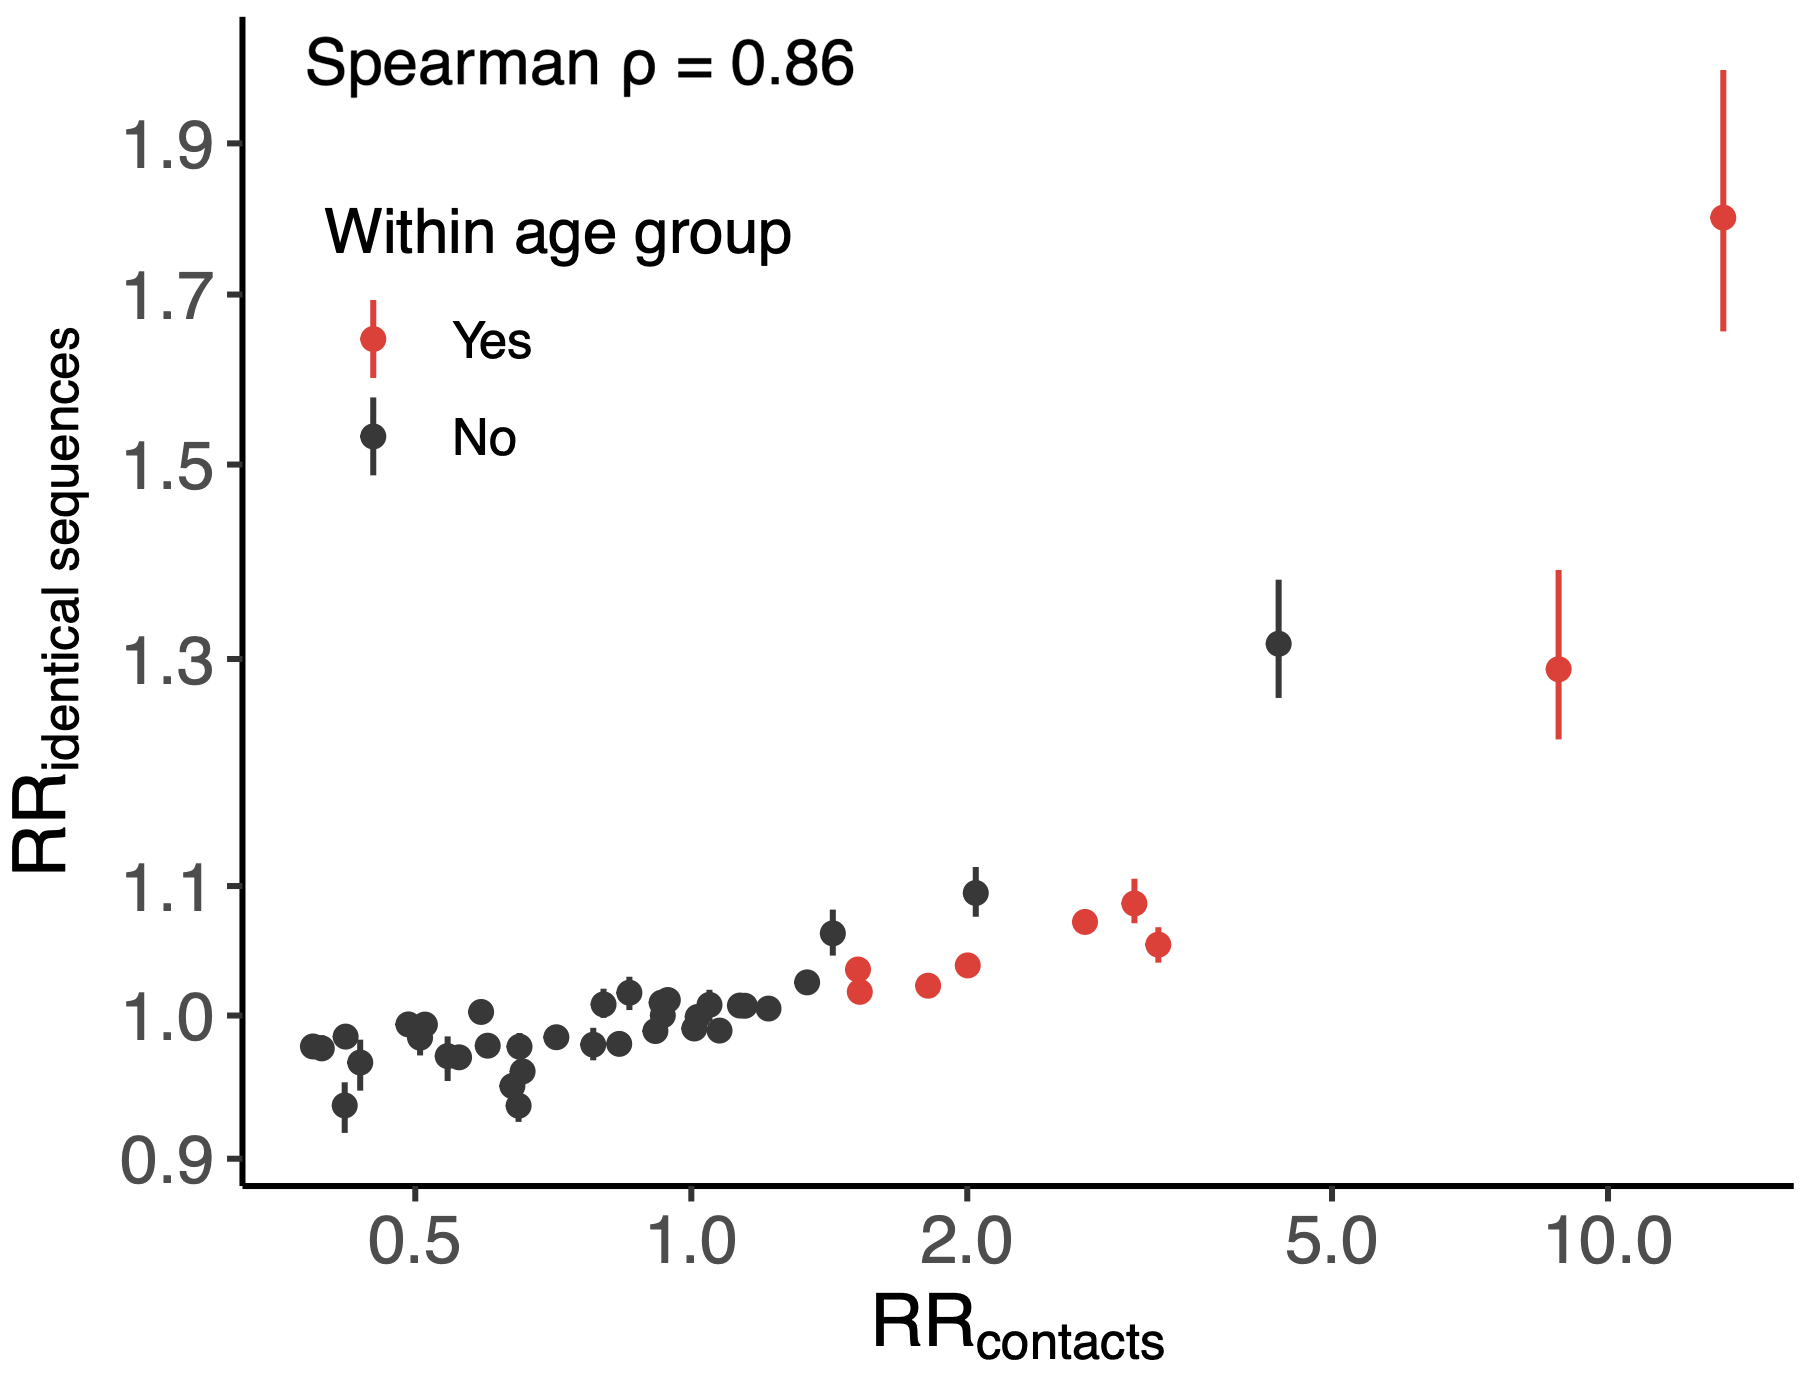 Spearman ρ = 0.86
Within age group
Yes
No
RRidentical sequences
1.9
1.7
1.5
1.3
1.1
1.0
0.9
0.5 1.0 2.0 5.0 10.0
RRcontacts